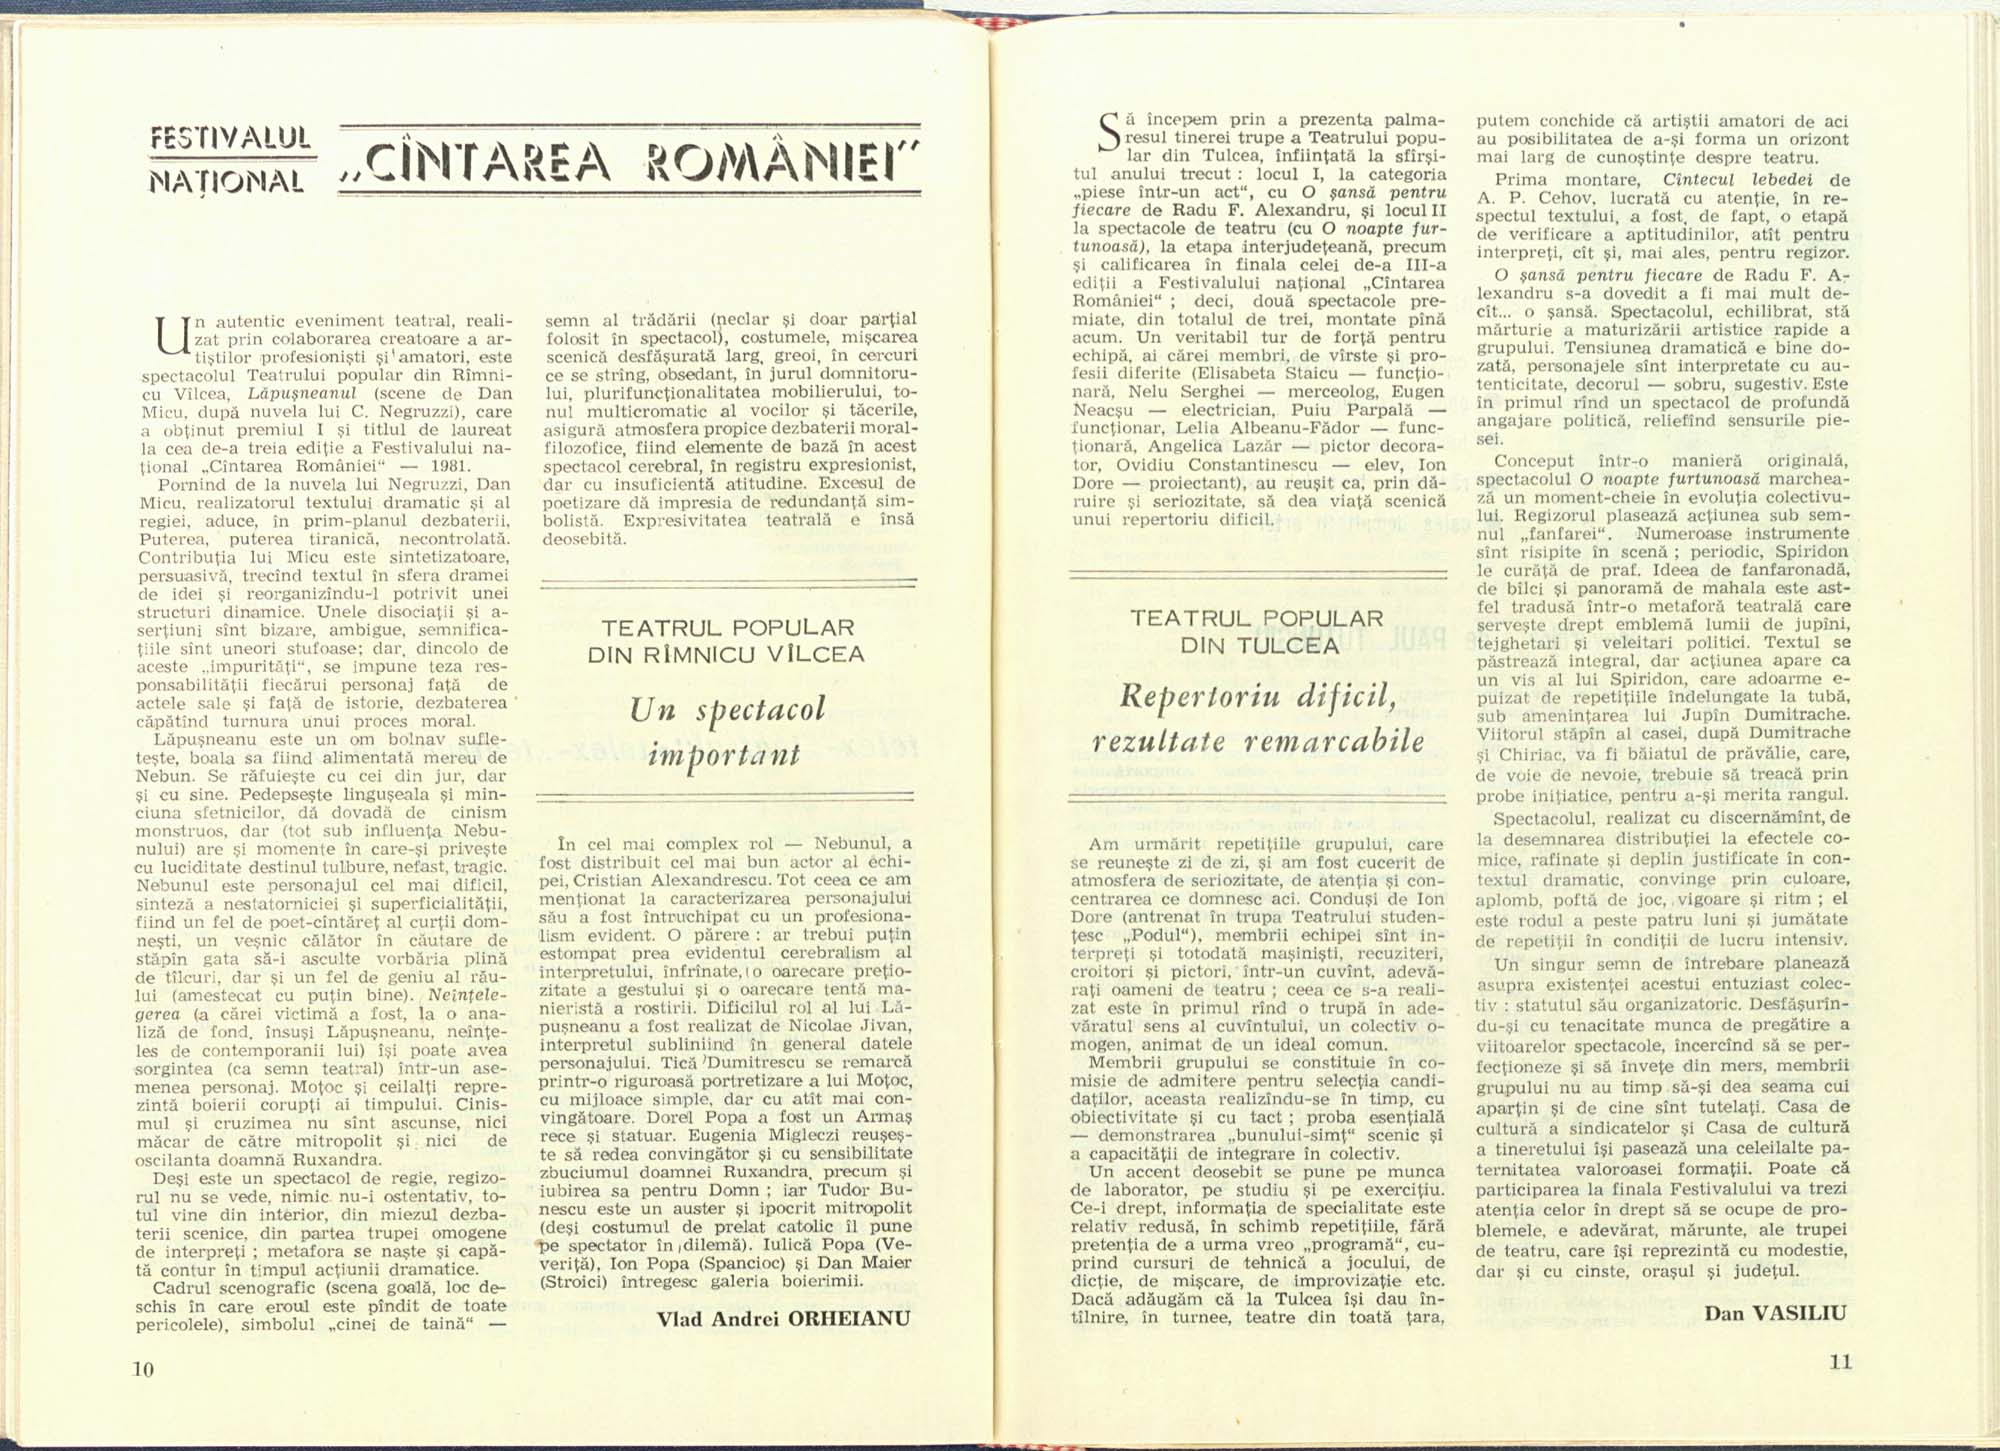 FESTIVALUL
NAȚIONAL
„CÎNTAREA ROMÂNIEI”
Un autentic eveniment teatral, reali-
zat prin colaborarea creatoare a ar-
tiștilor profesioniști și amatori, este
spectacolul Teatrului popular din Rîmni-
cu Vîlcea, Lăpușneanul (scene de Dan
Micu, după nuvela lui C. Negruzzi), care
a obținut premiul I și titlul de laureat
la cea de-a treia ediție a Festivalului na-
țional „Cîntarea României“ — 1981.
Pornind de la nuvela lui Negruzzi, Dan
Micu, realizatorul textului dramatic și al
regiei, aduce, în prim-planul dezbaterii,
Puterea, puterea tiranică, necontrolată.
Contribuția lui Micu este sintetizatoare,
persuasivă, trecînd textul în sfera dramei
de idei și reorganizîndu-l potrivit unei
structuri dinamice. Unele disociații și a-
serțiuni sînt bizare, ambigue, semnifica-
țiile sînt uneori stufoase; dar, dincolo de
aceste „impurități“, se impune teza res-
ponsabilității fiecărui personaj față de
actele sale și față de istorie, dezbaterea
căpătînd turnura unui proces moral.
Lăpușneanu este un om bolnav sufle-
tește, boala sa fiind alimentată mereu de
Nebun. Se răfuiește cu cei din jur, dar
și cu sine. Pedepsește lingușeala și min-
ciuna sfetnicilor, dă dovadă de cinism
monstruos, dar (tot sub influența Nebu-
nului) are și momente în care-și privește
cu luciditate destinul tulbure, nefast, tragic.
Nebunul este personajul cel mai dificil,
sinteză a nestatorniciei și superficialității,
fiind un fel de poet-cîntăreț al curții dom-
nești, un veșnic călător în căutare de
stăpîn gata să-i asculte vorbăria plină
de tîlcuri, dar și un fel de geniu al rău-
lui (amestecat cu puțin bine). Neînțele-
gerea (a cărei victimă a fost, la o ana-
liză de fond, însuși Lăpușneanu, neînțe-
les de contemporanii lui) își poate avea
sorgintea (ca semn teatral) într-un ase-
menea personaj. Moțoc și ceilalți repre-
zintă boierii corupți ai timpului. Cinis-
mul și cruzimea nu sînt ascunse, nici
măcar de către mitropolit și nici de
oscilanta doamnă Ruxandra.
Deși este un spectacol de regie, regizo-
rul nu se vede, nimic nu-i ostentativ, to-
tul vine din interior, din miezul dezba-
terii scenice, din partea trupei omogene
de interpreți ; metafora se naște și capă-
tă contur în timpul acțiunii dramatice.
Cadrul scenografic (scena goală, loc de-
schis în care eroul este pîndit de toate
pericolele), simbolul „cinei de taină“ —
semn al trădării (neclar și doar parțial
folosit în spectacol), costumele, mișcarea
scenică desfășurată larg, greoi, în cercuri
ce se strîng, obsedant, în jurul domnitoru-
lui, plurifuncționalitatea mobilierului, to-
nul multicromatic al vocilor și tăcerile,
asigură atmosfera propice dezbaterii moral-
filozofice, fiind elemente de bază în acest
spectacol cerebral, în registru expresionist,
dar cu insuficientă atitudine. Excesul de
poetizare dă impresia de redundanță sim-
bolistă. Expresivitatea teatrală e însă
deosebită.
TEATRUL POPULAR
DIN RÎMNICU VÎLCEA
Un spectacol
important
În cel mai complex rol — Nebunul, a
fost distribuit cel mai bun actor al echi-
pei, Cristian Alexandrescu. Tot ceea ce am
menționat la caracterizarea personajului
său a fost întruchipat cu un profesiona-
lism evident. O părere : ar trebui puțin
estompat prea evidentul cerebralism al
interpretului, înfrînate, o oarecare prețio-
zitate a gestului și o oarecare tentă ma-
nieristă a rostirii. Dificilul rol al lui Lă-
pușneanu a fost realizat de Nicolae Jivan,
interpretul subliniind în general datele
personajului. Tică Dumitrescu se remarcă
printr-o riguroasă portretizare a lui Moțoc,
cu mijloace simple, dar cu atît mai con-
vingătoare. Dorel Popa a fost un Armaș
rece și statuar. Eugenia Migleczi reușeș-
te să redea convingător și cu sensibilitate
zbuciumul doamnei Ruxandra, precum și
iubirea sa pentru Domn ; iar Tudor Bu-
nescu este un auster și ipocrit mitropolit
(deși costumul de prelat catolic îl pune
pe spectator în dilemă). Iulică Popa (Ve-
veriță), Ion Popa (Spancioc) și Dan Maier
(Stroici) întregesc galeria boierimii.
Vlad Andrei ORHEIANU
10
Să începem prin a prezenta palma-
resul tinerei trupe a Teatrului popu-
lar din Tulcea, înființată la sfîrși-
tul anului trecut : locul I, la categoria
„piese într-un act“, cu O șansă pentru
fiecare de Radu F. Alexandru, și locul II
la spectacole de teatru (cu O noapte fur-
tunoasă), la etapa interjudețeană, precum
și calificarea în finala celei de-a III-a
ediții a Festivalului național „Cîntarea
României“ ; deci, două spectacole pre-
miate, din totalul de trei, montate pînă
acum. Un veritabil tur de forță pentru
echipă, ai cărei membri, de vîrste și pro-
fesii diferite (Elisabeta Staicu — funcțio-
nară, Nelu Serghei — merceolog, Eugen
Neacșu — electrician, Puiu Parpală —
funcționar, Lelia Albeanu-Fădor — func-
ționară, Angelica Lazăr — pictor decora-
tor, Ovidiu Constantinescu — elev, Ion
Dore — proiectant), au reușit ca, prin dă-
ruire și seriozitate, să dea viață scenică
unui repertoriu dificil.
TEATRUL POPULAR
DIN TULCEA
Repertoriu dificil,
rezultate remarcabile
Am urmărit repetițiile grupului, care
se reunește zi de zi, și am fost cucerit de
atmosfera de seriozitate, de atenția și con-
centrarea ce domnesc aci. Conduși de Ion
Dore (antrenat în trupa Teatrului studen-
țesc „Podul“), membrii echipei sînt in-
terpreți și totodată mașiniști, recuziteri,
croitori și pictori, într-un cuvînt, adevă-
rați oameni de teatru ; ceea ce s-a reali-
zat este în primul rînd o trupă în ade-
văratul sens al cuvîntului, un colectiv o-
mogen, animat de un ideal comun.
Membrii grupului se constituie în co-
misie de admitere pentru selecția candi-
daților, aceasta realizîndu-se în timp, cu
obiectivitate și cu tact ; proba esențială
— demonstrarea „bunului-simț“ scenic și
a capacității de integrare în colectiv.
Un accent deosebit se pune pe munca
de laborator, pe studiu și pe exercițiu.
Ce-i drept, informația de specialitate este
relativ redusă, în schimb repetițiile, fără
pretenția de a urma vreo „programă“, cu-
prind cursuri de tehnică a jocului, de
dicție, de mișcare, de improvizație etc.
Dacă adăugăm că la Tulcea își dau în-
tîlnire, în turnee, teatre din toată țara,
putem conchide că artiștii amatori de aci
au posibilitatea de a-și forma un orizont
mai larg de cunoștințe despre teatru.
Prima montare, Cîntecul lebedei de
A. P. Cehov, lucrată cu atenție, în re-
spectul textului, a fost, de fapt, o etapă
de verificare a aptitudinilor, atît pentru
interpreți, cît și, mai ales, pentru regizor.
O șansă pentru fiecare de Radu F. A-
lexandru s-a dovedit a fi mai mult de-
cît... o șansă. Spectacolul, echilibrat, stă
mărturie a maturizării artistice rapide a
grupului. Tensiunea dramatică e bine do-
zată, personajele sînt interpretate cu au-
tenticitate, decorul — sobru, sugestiv. Este
în primul rînd un spectacol de profundă
angajare politică, reliefînd sensurile pie-
sei.
Conceput într-o manieră originală,
spectacolul O noapte furtunoasă marchea-
ză un moment-cheie în evoluția colectivu-
lui. Regizorul plasează acțiunea sub sem-
nul „fanfarei“. Numeroase instrumente
sînt risipite în scenă ; periodic, Spiridon
le curăță de praf. Ideea de fanfaronadă,
de bîlci și panoramă de mahala este ast-
fel tradusă într-o metaforă teatrală care
servește drept emblemă lumii de jupîni,
tejghetari și veleitari politici. Textul se
păstrează integral, dar acțiunea apare ca
un vis al lui Spiridon, care adoarme e-
puizat de repetițiile îndelungate la tubă,
sub amenințarea lui Jupîn Dumitrache.
Viitorul stăpîn al casei, după Dumitrache
și Chiriac, va fi băiatul de prăvălie, care,
de voie de nevoie, trebuie să treacă prin
probe inițiatice, pentru a-și merita rangul.
Spectacolul, realizat cu discernămînt, de
la desemnarea distribuției la efectele co-
mice, rafinate și deplin justificate în con-
textul dramatic, convinge prin culoare,
aplomb, poftă de joc, vigoare și ritm ; el
este rodul a peste patru luni și jumătate
de repetiții în condiții de lucru intensiv.
Un singur semn de întrebare planează
asupra existenței acestui entuziast colec-
tiv : statutul său organizatoric. Desfășurîn-
du-și cu tenacitate munca de pregătire a
viitoarelor spectacole, încercînd să se per-
fecționeze și să învețe din mers, membrii
grupului nu au timp să-și dea seama cui
aparțin și de cine sînt tutelați. Casa de
cultură a sindicatelor și Casa de cultură
a tineretului își pasează una celeilalte pa-
ternitatea valoroasei formații. Poate că
participarea la finala Festivalului va trezi
atenția celor în drept să se ocupe de pro-
blemele, e adevărat, mărunte, ale trupei
de teatru, care își reprezintă cu modestie,
dar și cu cinste, orașul și județul.
Dan VASILIU
11